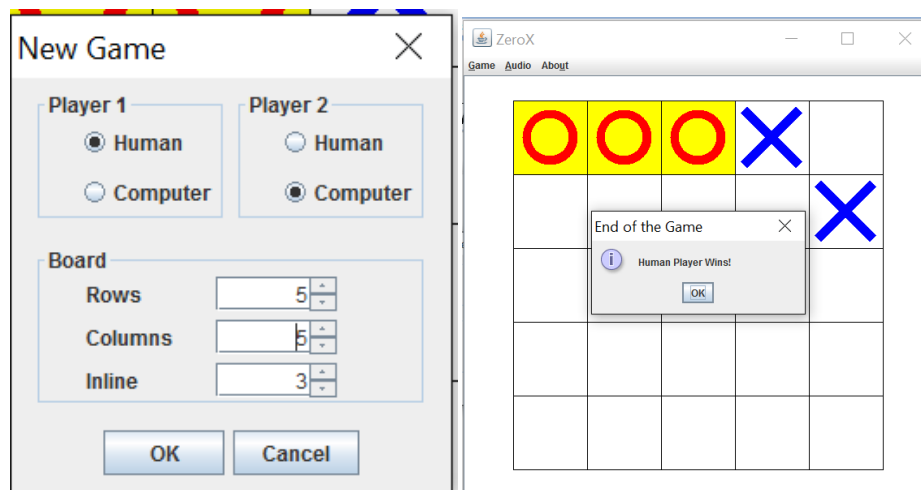 New Game
Player 1
Player 2
Human
Human
Computer
Computer
Board
Rows 5
Columns 5
Inline 3
OK Cancel
ZeroX
Game Audio About
End of the Game
Human Player Wins!
OK